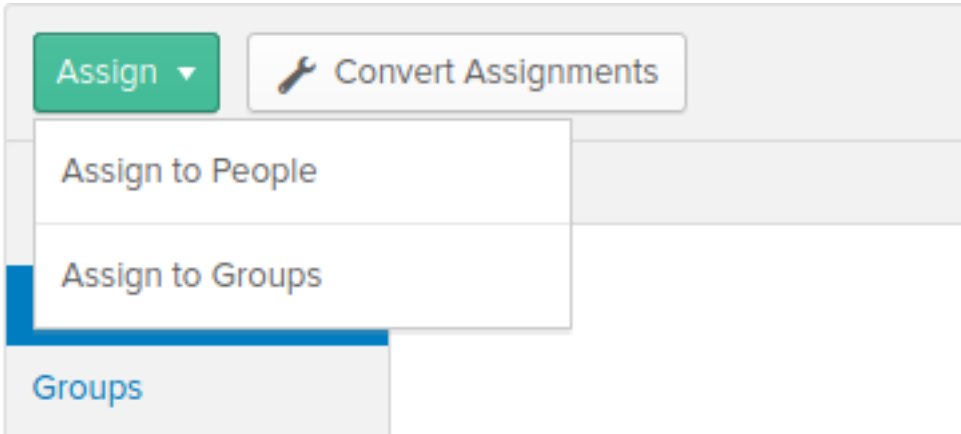 Assign
Convert Assignments
Assign to People
Assign to Groups
Groups